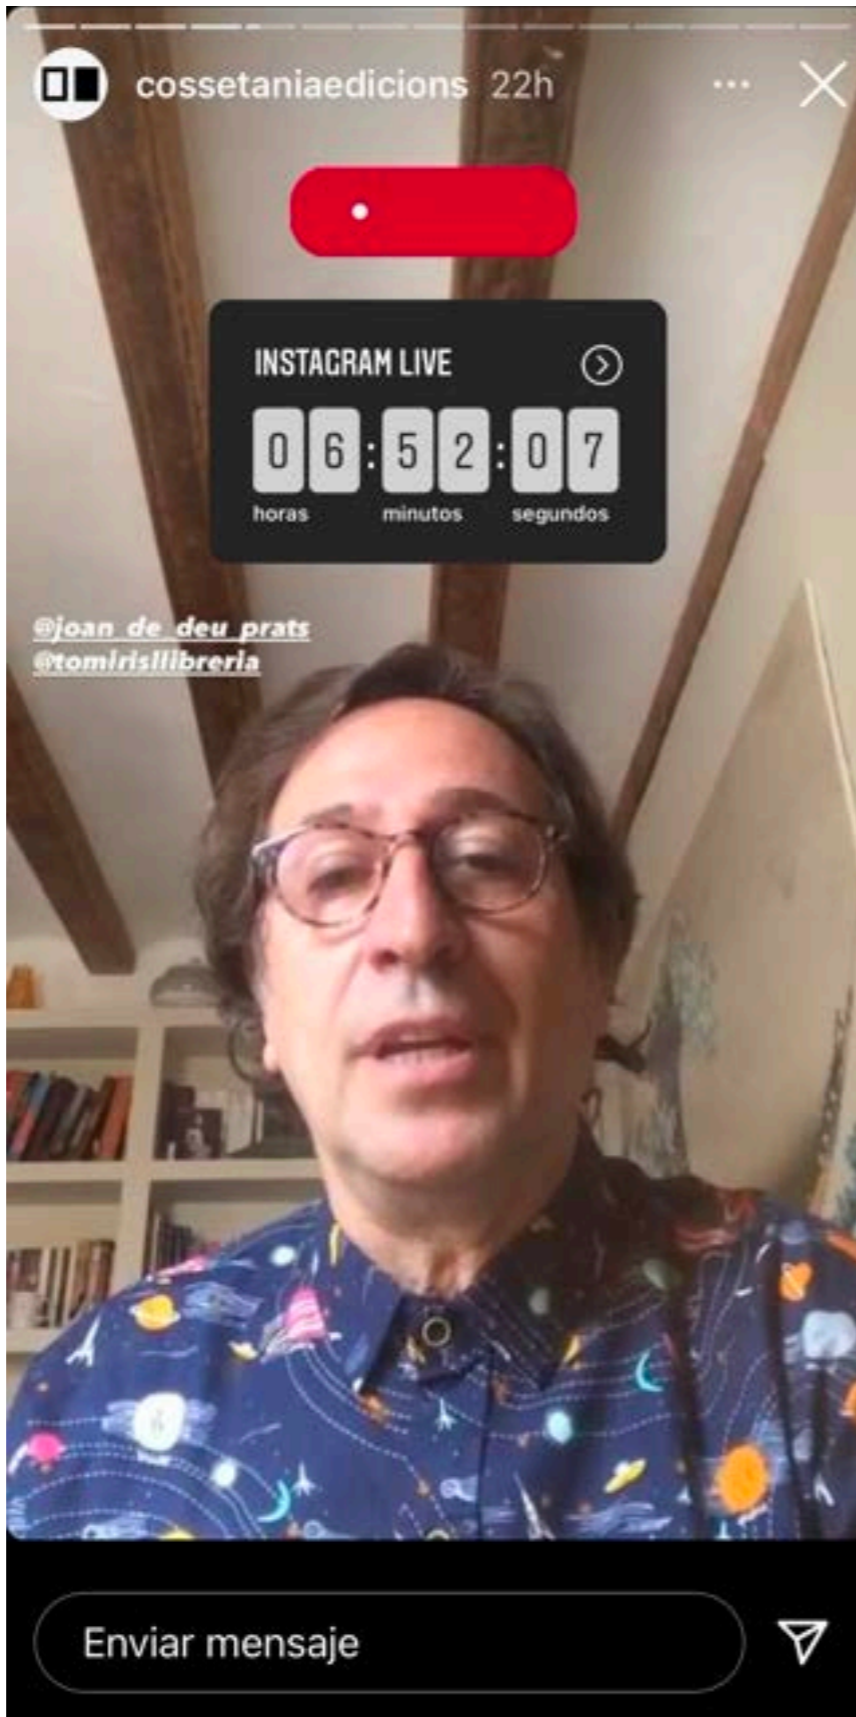 cossetaniaedicions 22h
INSTAGRAM LIVE
06:52:07
horas minutos segundos
@joan_de_deu_prats
@tomirisllibreria
Enviar mensaje